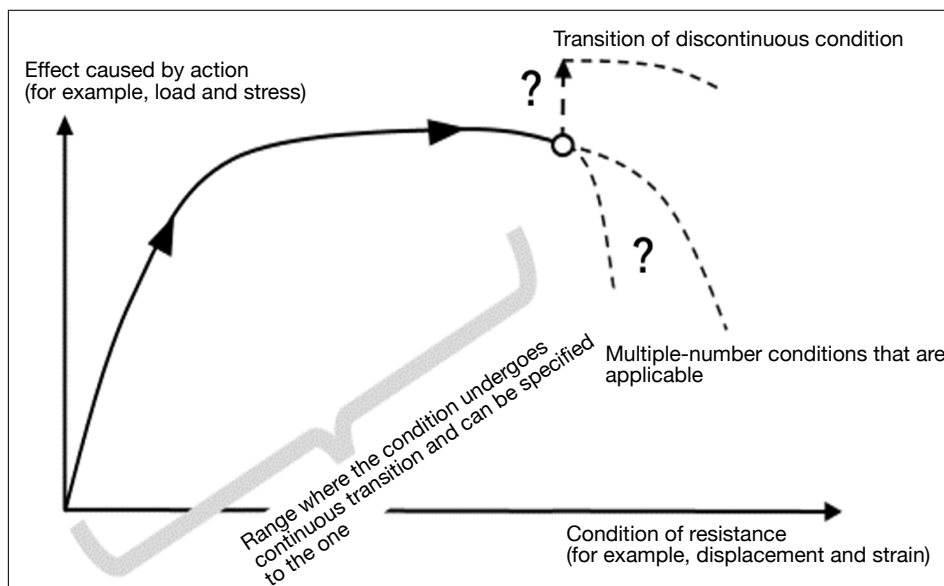 Transition of discontinuous condition
Effect caused by action
(for example, load and stress)
?
?
Multiple-number conditions that are
applicable
Range where the condition undergoes
continuous transition and can be specified
to the one
Condition of resistance
(for example, displacement and strain)